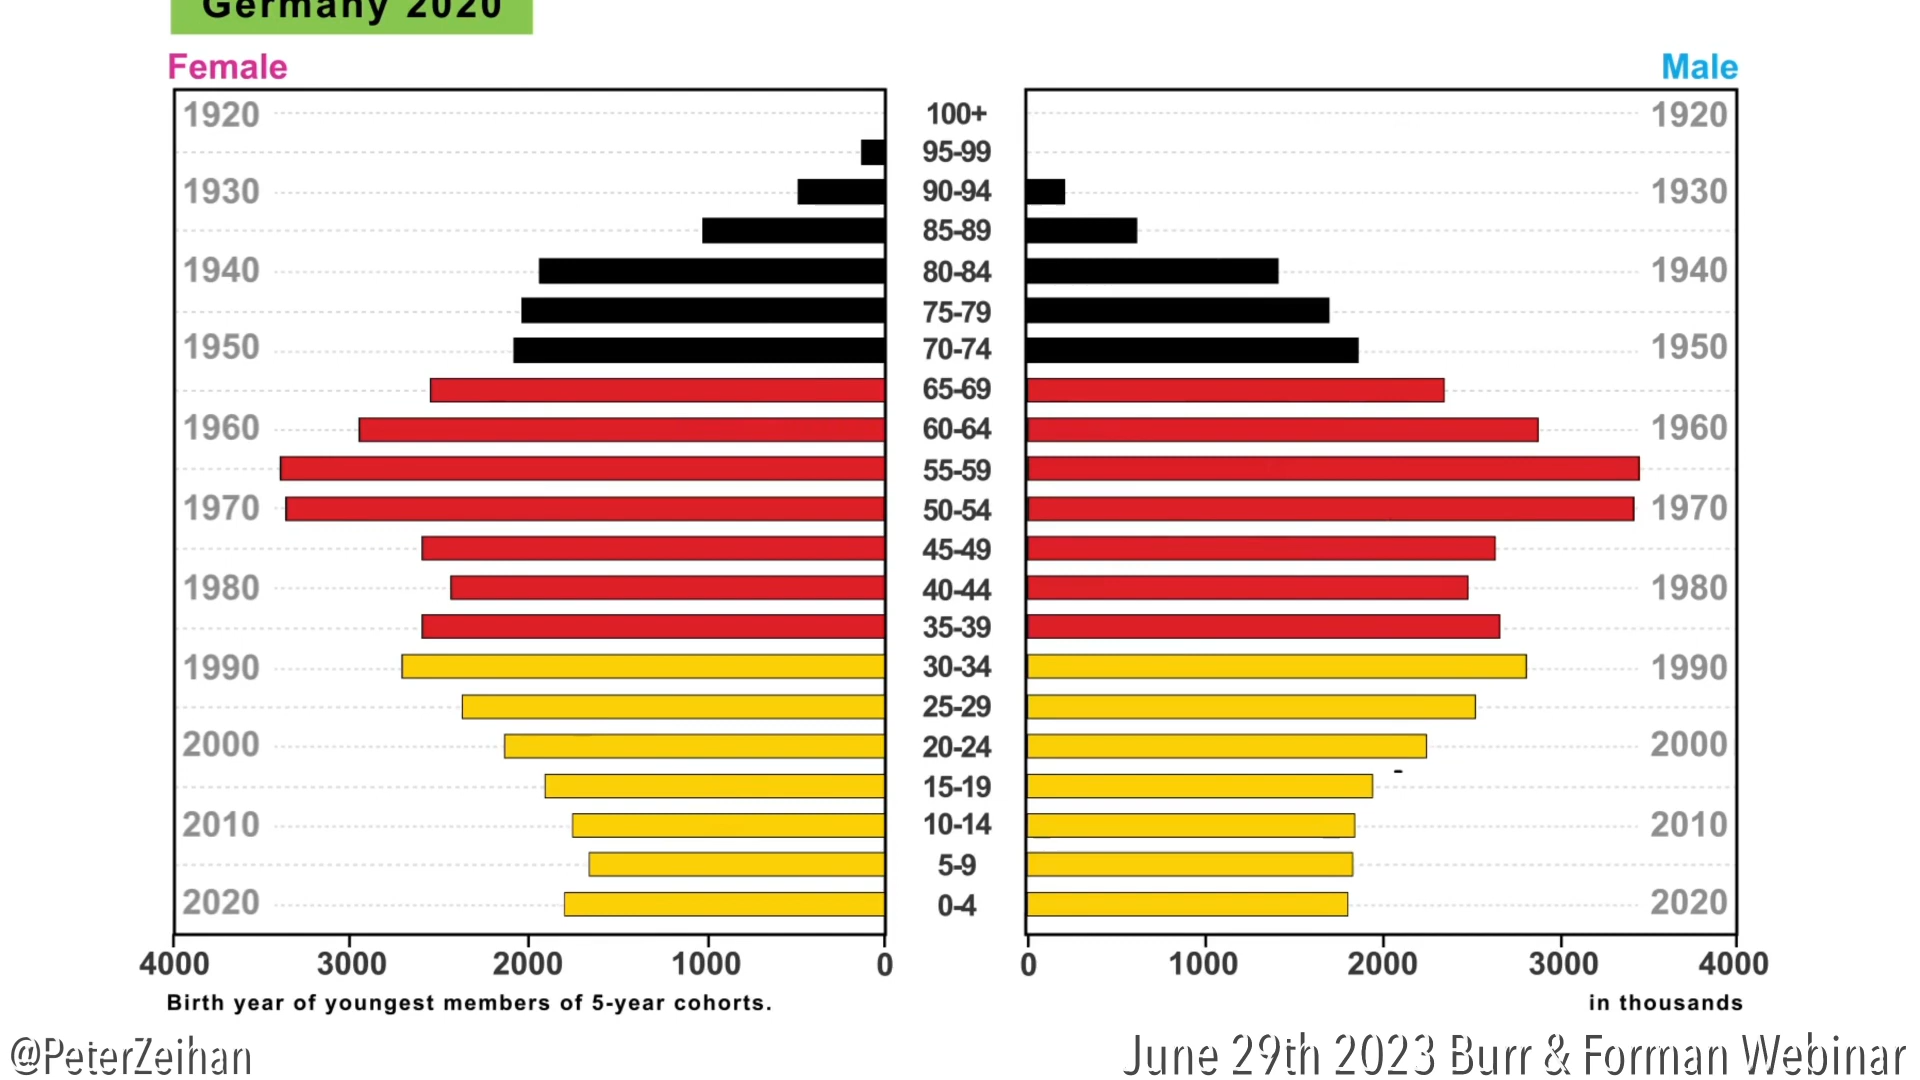 Germany 2020
Female Male
1920 100+ 1920
95-99
1930 90-94 1930
85-89
1940 80-84 1940
75-79
1950 70-74 1950
65-69
1960 60-64 1960
55-59
1970 50-54 1970
45-49
1980 40-44 1980
35-39
1990 30-34 1990
25-29
2000 20-24 2000
15-19
2010 10-14 2010
5-9
2020 0-4 2020
4000 3000 2000 1000 0 0 1000 2000 3000 4000
Birth year of youngest members of 5-year cohorts. in thousands
@PeterZeihan June 29th 2023 Burr & Forman Webinar